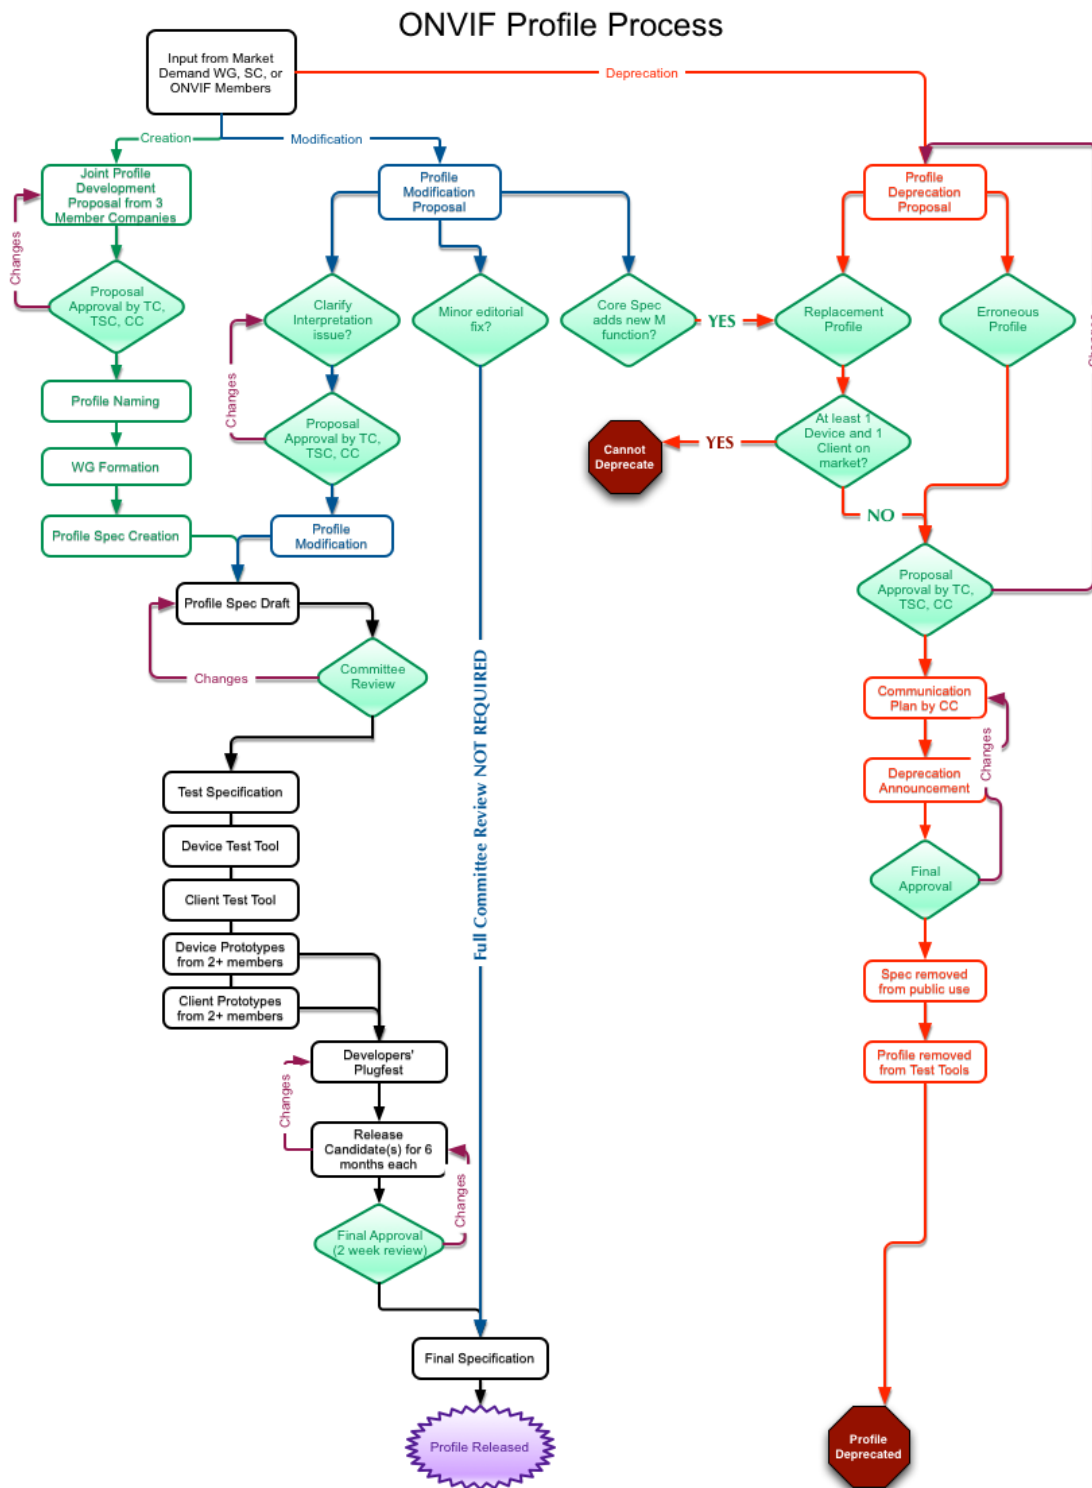 ONVIF Profile Process
Input from Market
Demand WG, SC, or
ONVIF Members
Deprecation
Creation
Modification
Joint Profile
Development
Proposal from 3
Member Companies
Profile
Modification
Proposal
Profile
Deprecation
Proposal
Changes
Proposal
Approval by TC,
TSC, CC
Clarify
Interpretation
issue?
Minor editorial
fix?
Core Spec
adds new M
function?
YES
Replacement
Profile
Erroneous
Profile
Changes
Profile Naming
Changes
Proposal
Approval by TC,
TSC, CC
Cannot
Deprecate
YES
At least 1
Device and 1
Client on
market?
WG Formation
NO
Profile Spec Creation
Profile
Modification
Proposal
Approval by TC,
TSC, CC
Profile Spec Draft
Changes
Committee
Review
Full Committee Review NOT REQUIRED
Communication
Plan by CC
Changes
Deprecation
Announcement
Test Specification
Device Test Tool
Client Test Tool
Final
Approval
Device Prototypes
from 2+ members
Client Prototypes
from 2+ members
Spec removed
from public use
Developers'
Plugfest
Profile removed
from Test Tools
Changes
Release
Candidate(s) for 6
months each
Changes
Final Approval
(2 week review)
Final Specification
Profile Released
Profile
Deprecated